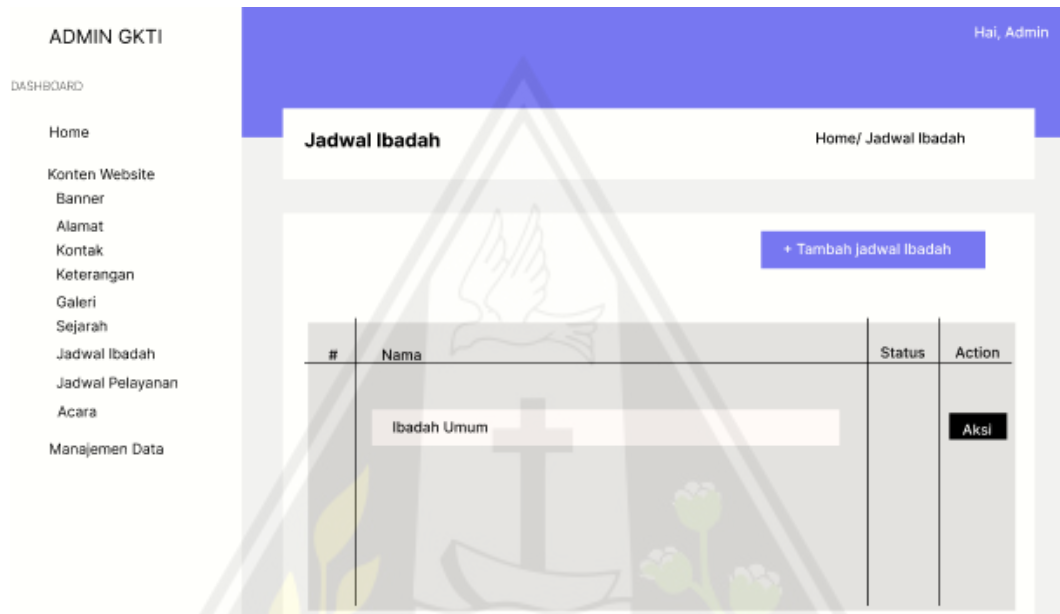 ADMIN GKTI
Hai, Admin
DASHBOARD
Home
Konten Website
Banner
Alamat
Kontak
Keterangan
Galeri
Sejarah
Jadwal Ibadah
Jadwal Pelayanan
Acara
Manajemen Data
Jadwal Ibadah
Home/ Jadwal Ibadah
+ Tambah jadwal Ibadah
# Nama Status Action
Ibadah Umum Aksi